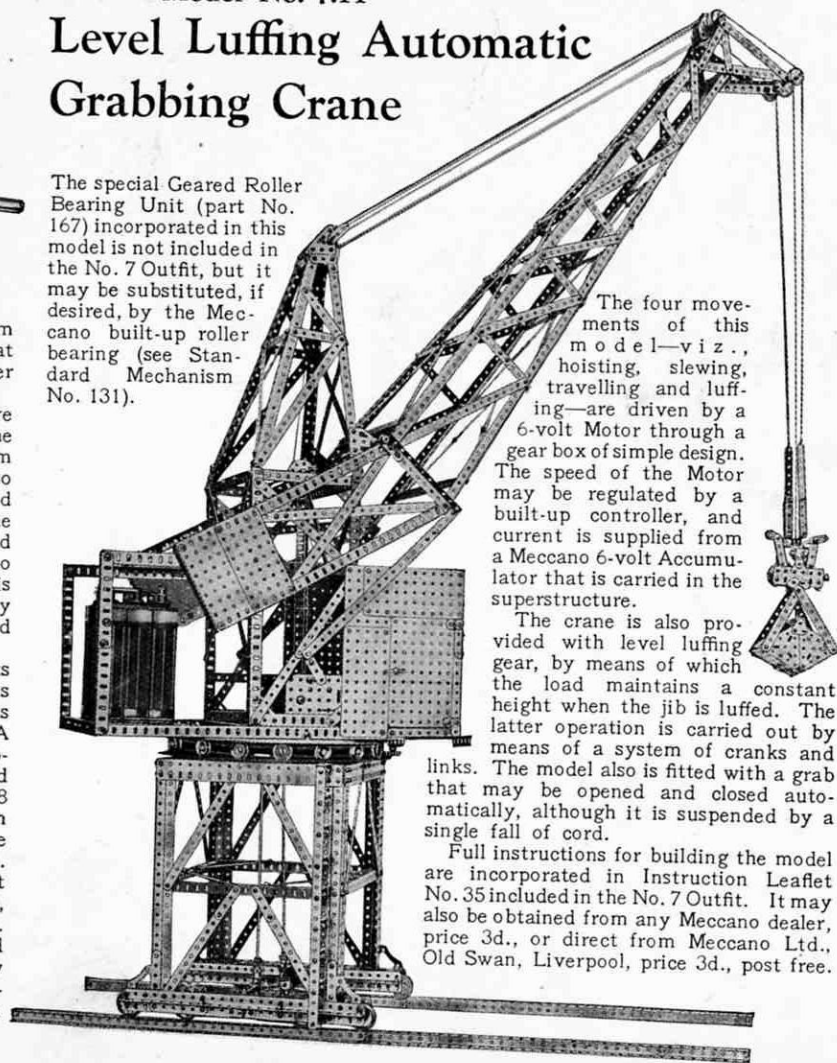 Level Luffing Automatic
Grabbing Crane
The special Geared Roller
Bearing Unit (part No.
167) incorporated in this
model is not included in
the No. 7 Outfit, but it
may be substituted, if
desired, by the Mec-
cano built-up roller
bearing (see Stan-
dard Mechanism
No. 131).
The four move-
ments of this
model—viz.,
hoisting, slewing,
travelling and luff-
ing—are driven by a
6-volt Motor through a
gear box of simple design.
The speed of the Motor
may be regulated by a
built-up controller, and
current is supplied from
a Meccano 6-volt Accumu-
lator that is carried in the
superstructure.
The crane is also pro-
vided with level luffing
gear, by means of which
the load maintains a constant
height when the jib is luffed. The
latter operation is carried out by
means of a system of cranks and
links. The model also is fitted with a grab
that may be opened and closed auto-
matically, although it is suspended by a
single fall of cord.
Full instructions for building the model
are incorporated in Instruction Leaflet
No. 35 included in the No. 7 Outfit. It may
also be obtained from any Meccano dealer,
price 3d., or direct from Meccano Ltd.,
Old Swan, Liverpool, price 3d., post free.